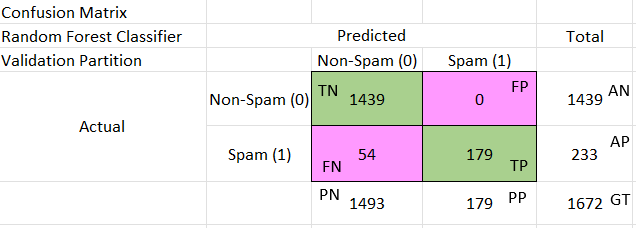 Confusion Matrix
Random Forest Classifier Predicted Total
Validation Partition Non-Spam (0) Spam (1)
Actual Non-Spam (0) TN 1439 0 FP 1439 AN
Spam (1) FN 54 179 TP 233 AP
PN 1493 179 PP 1672 GT